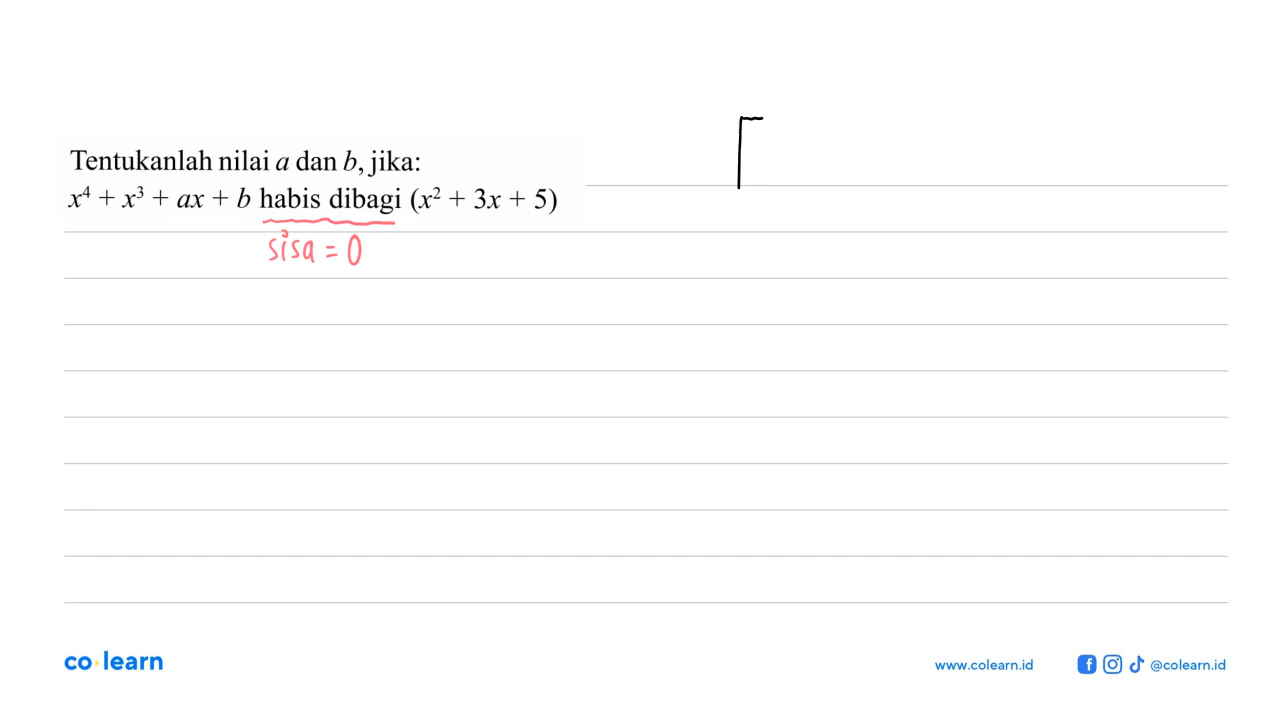 Tentukanlah nilai a dan b, jika:
x⁴ + x³ + ax + b habis dibagi (x² + 3x + 5)
sisa = 0
co·learn
www.colearn.id
@colearn.id